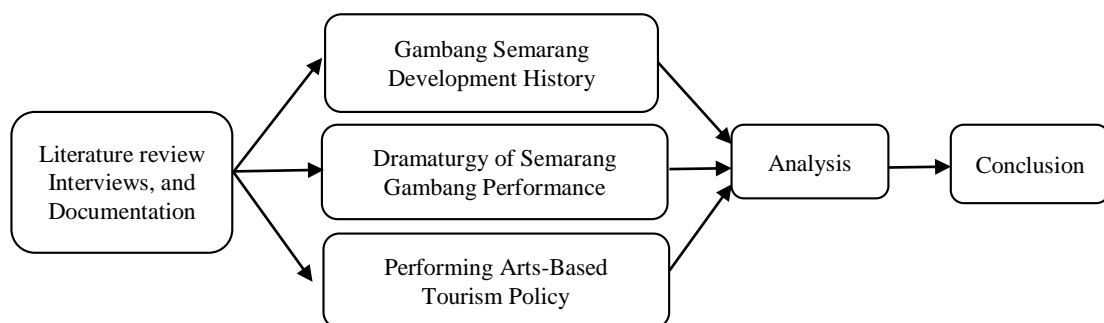 Gambang Semarang
Development History
Literature review
Interviews, and
Documentation
Dramaturgy of Semarang
Gambang Performance
Analysis
Conclusion
Performing Arts-Based
Tourism Policy